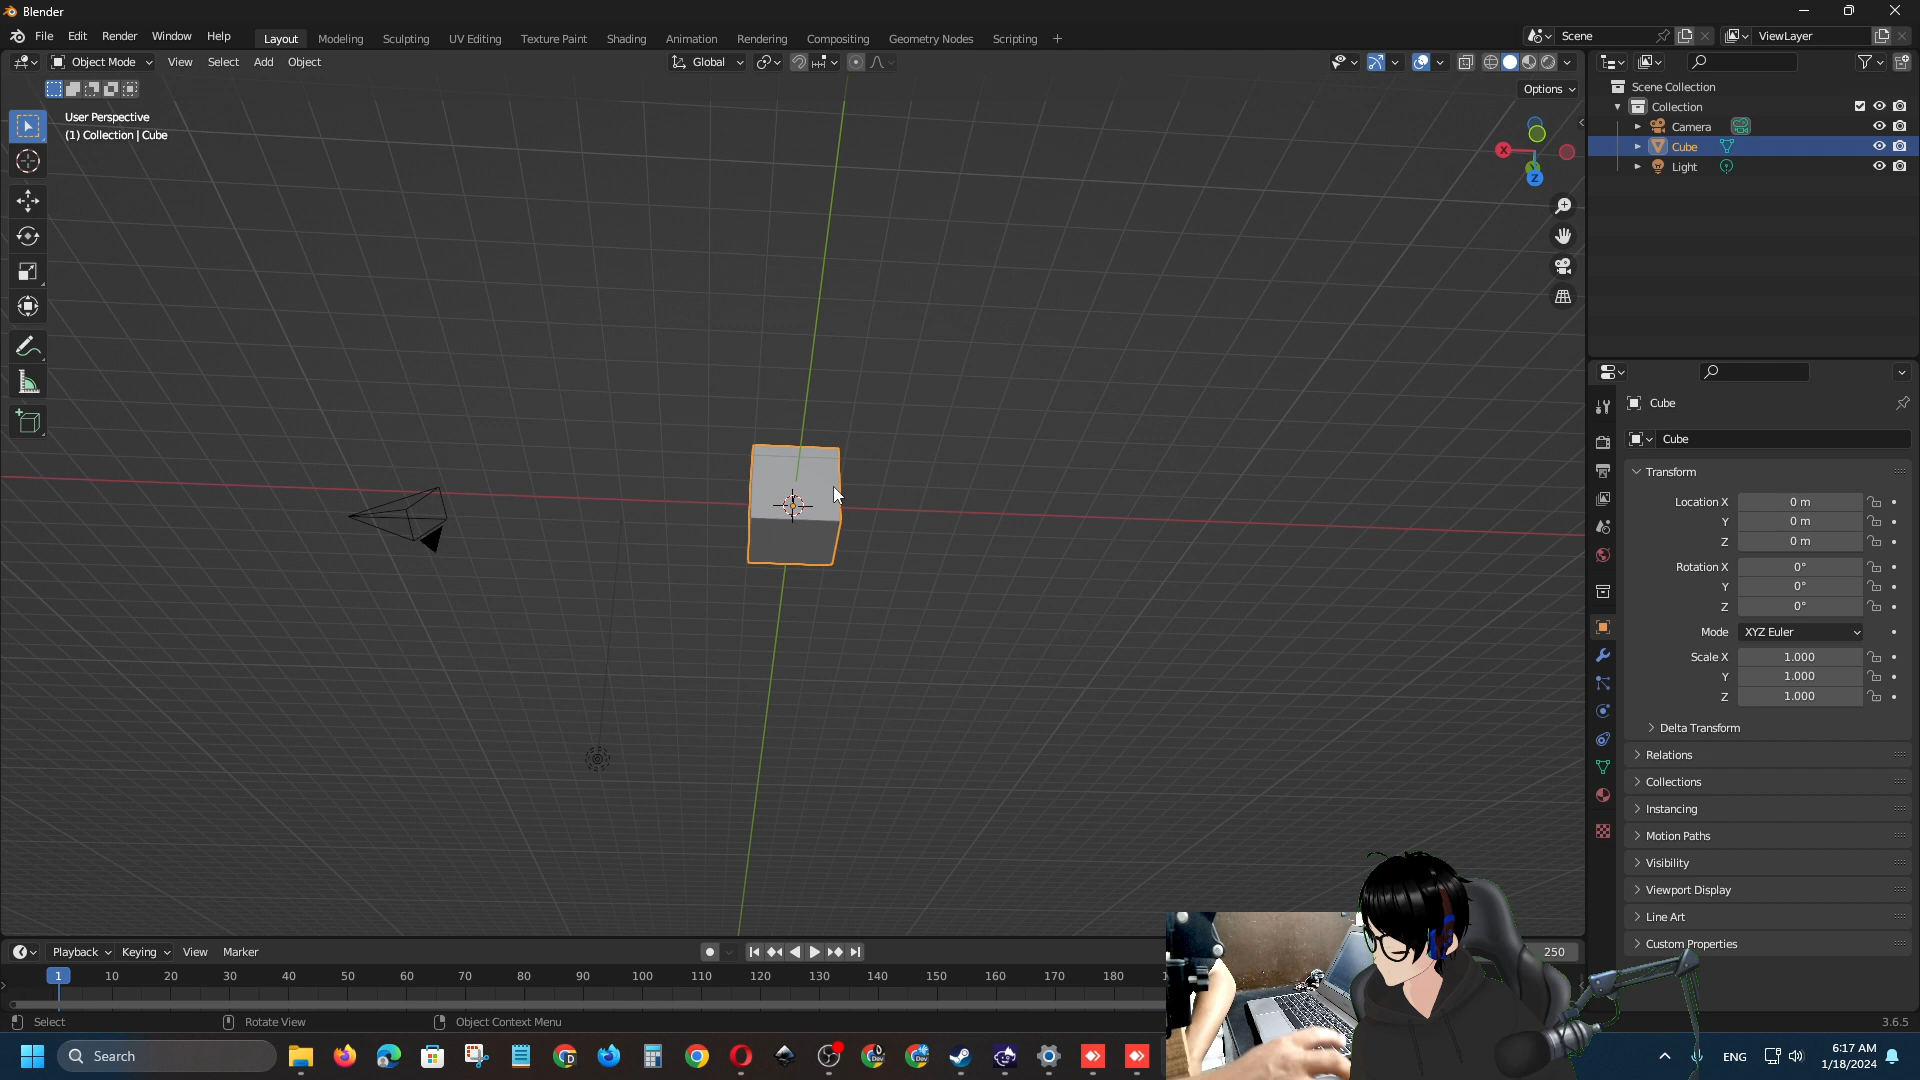 Blender
File Edit Render Window Help Layout Modeling Sculpting UV Editing Texture Paint Shading Animation Rendering Compositing Geometry Nodes Scripting + Scene ViewLayer
Object Mode View Select Add Object Global
Options
User Perspective
(1) Collection | Cube
X
Y
Z
Scene Collection
Collection
Camera
Cube
Light
Cube
Cube
Transform
Location X 0 m
Y 0 m
Z 0 m
Rotation X 0°
Y 0°
Z 0°
Mode XYZ Euler
Scale X 1.000
Y 1.000
Z 1.000
Delta Transform
Relations
Collections
Instancing
Motion Paths
Visibility
Viewport Display
Line Art
Custom Properties
Playback Keying View Marker 250
1 10 20 30 40 50 60 70 80 90 100 110 120 130 140 150 160 170 180
Select Rotate View Object Context Menu 3.6.5
Search Dev Dev ENG 6:17 AM
1/18/2024